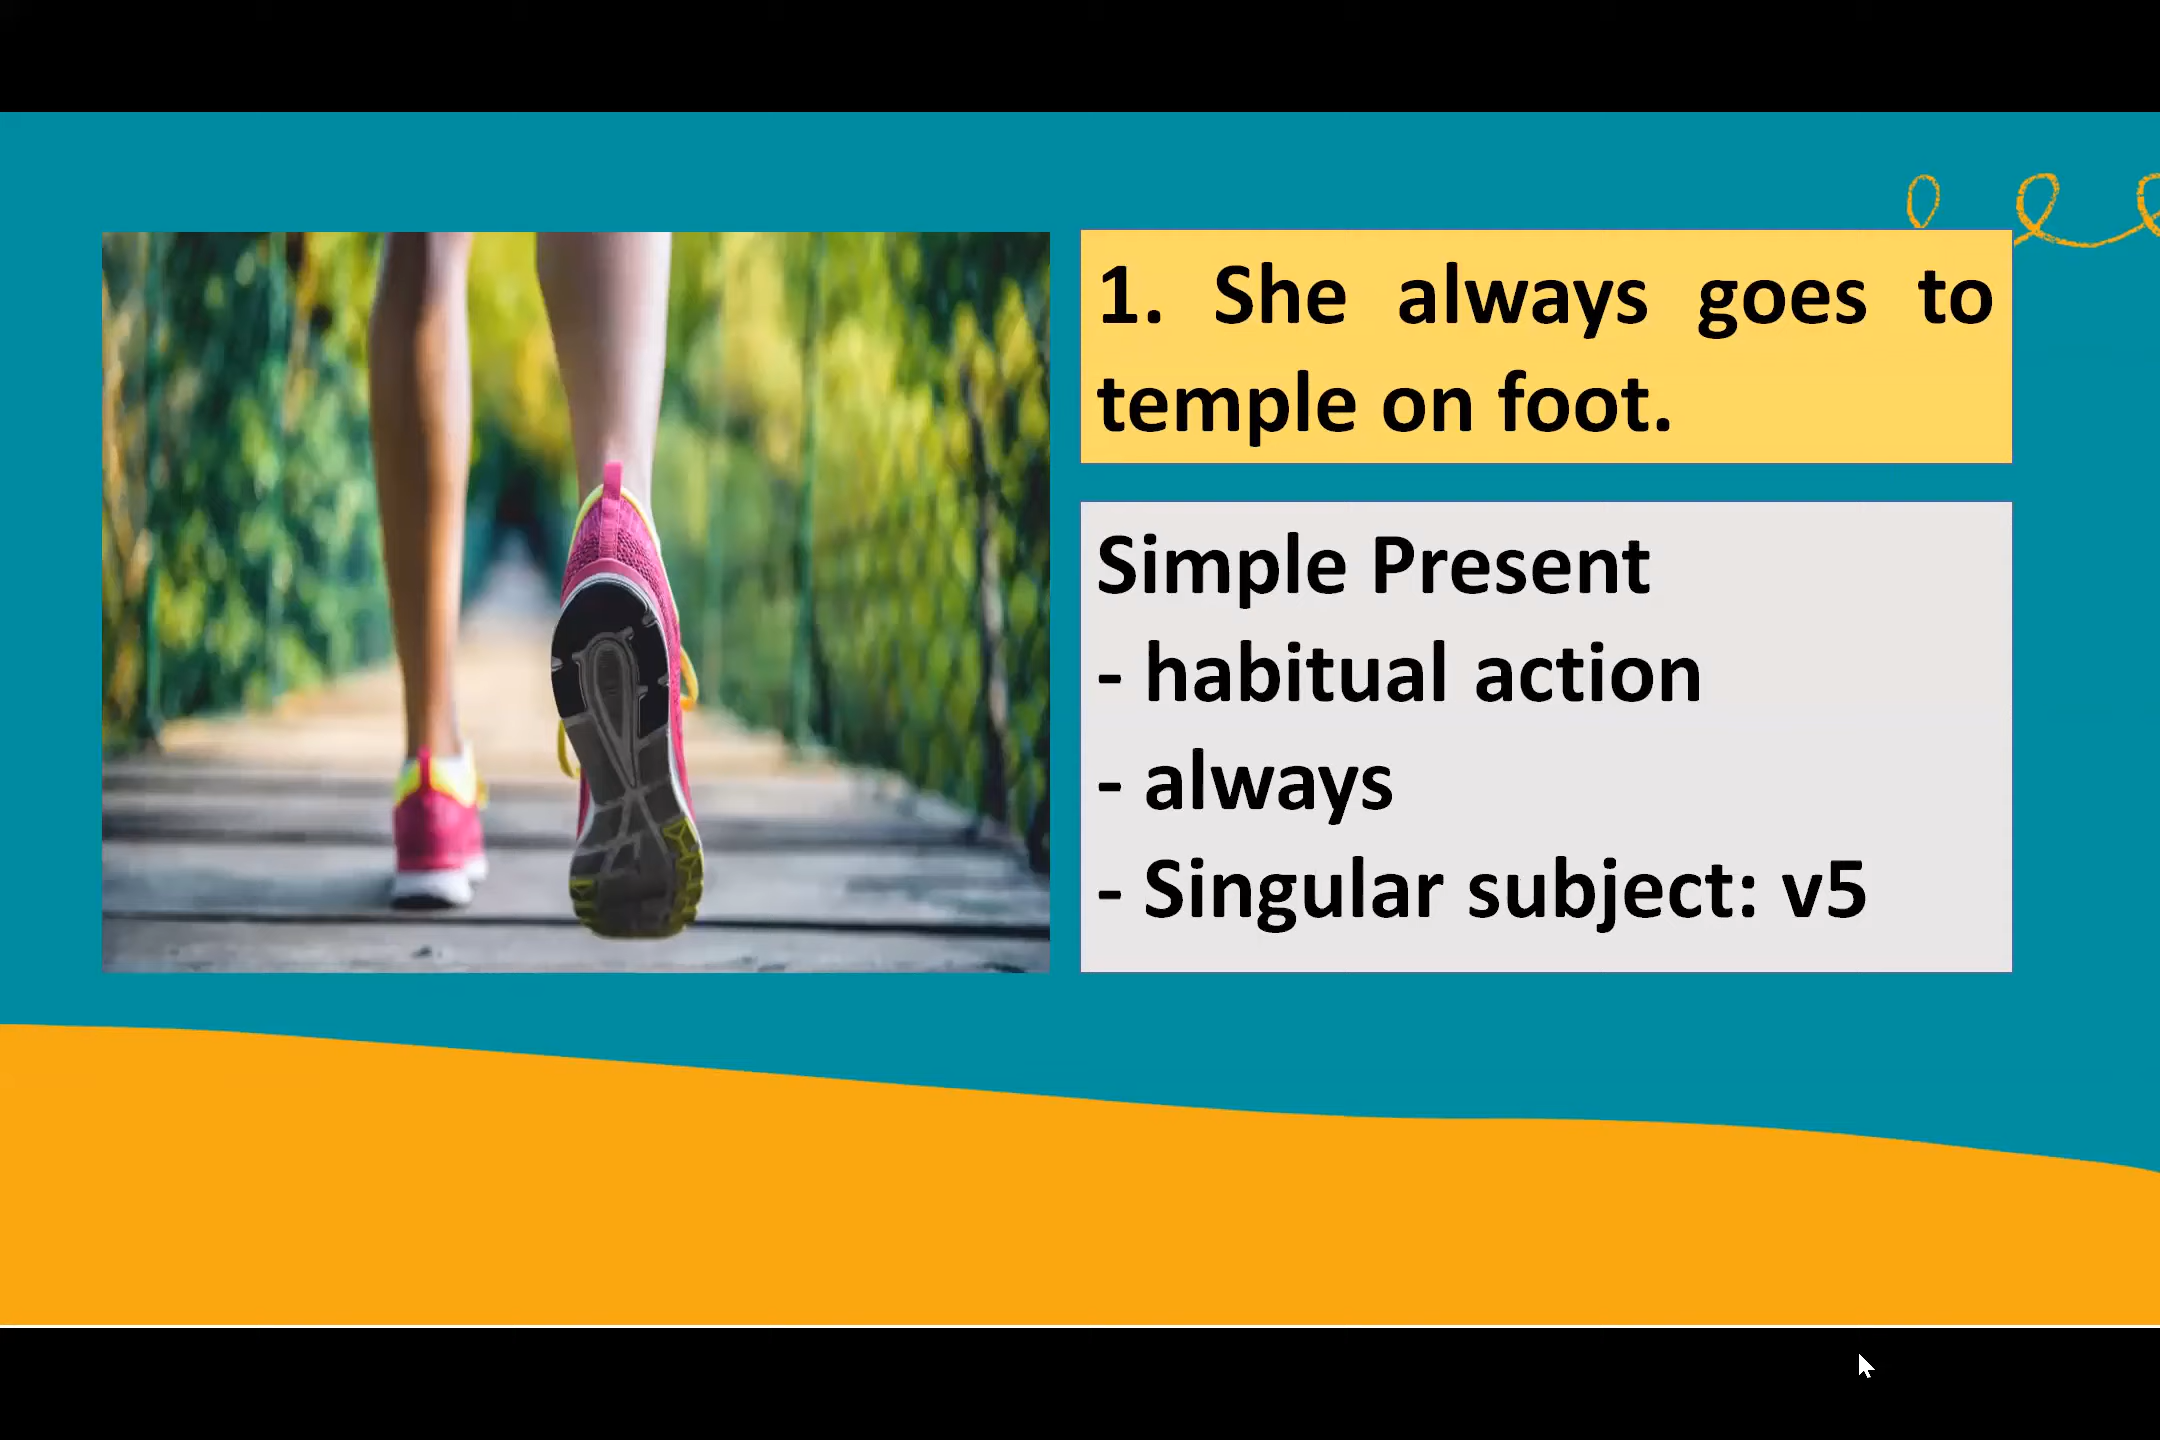 1. She always goes to
temple on foot.
Simple Present
- habitual action
- always
- Singular subject: v5